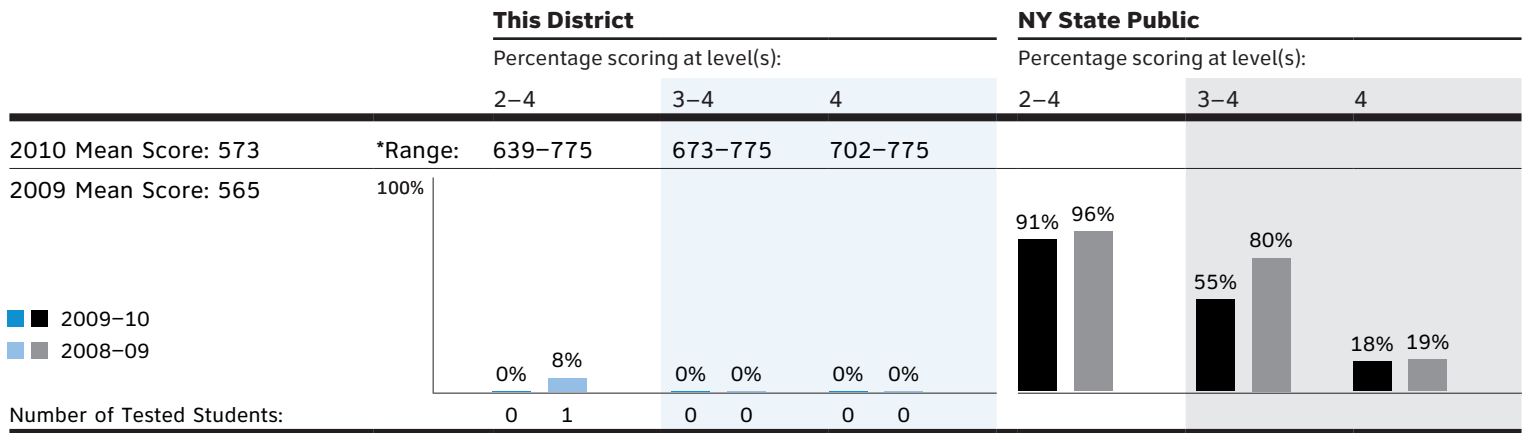 This District NY State Public
Percentage scoring at level(s): Percentage scoring at level(s):
2–4 3–4 4 2–4 3–4 4
2010 Mean Score: 573 *Range: 639–775 673–775 702–775
2009 Mean Score: 565 100%
91% 96%
80%
55%
2009–10
2008–09
18% 19%
8%
0% 0% 0% 0% 0%
Number of Tested Students: 0 1 0 0 0 0